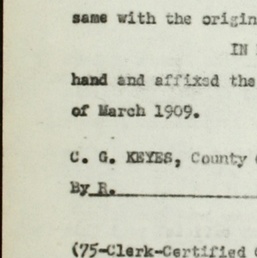 same with the origin
IN
hand and affixed the
of March 1909.
C. G. KEYES, County
By R.
(75-Clerk-Certified